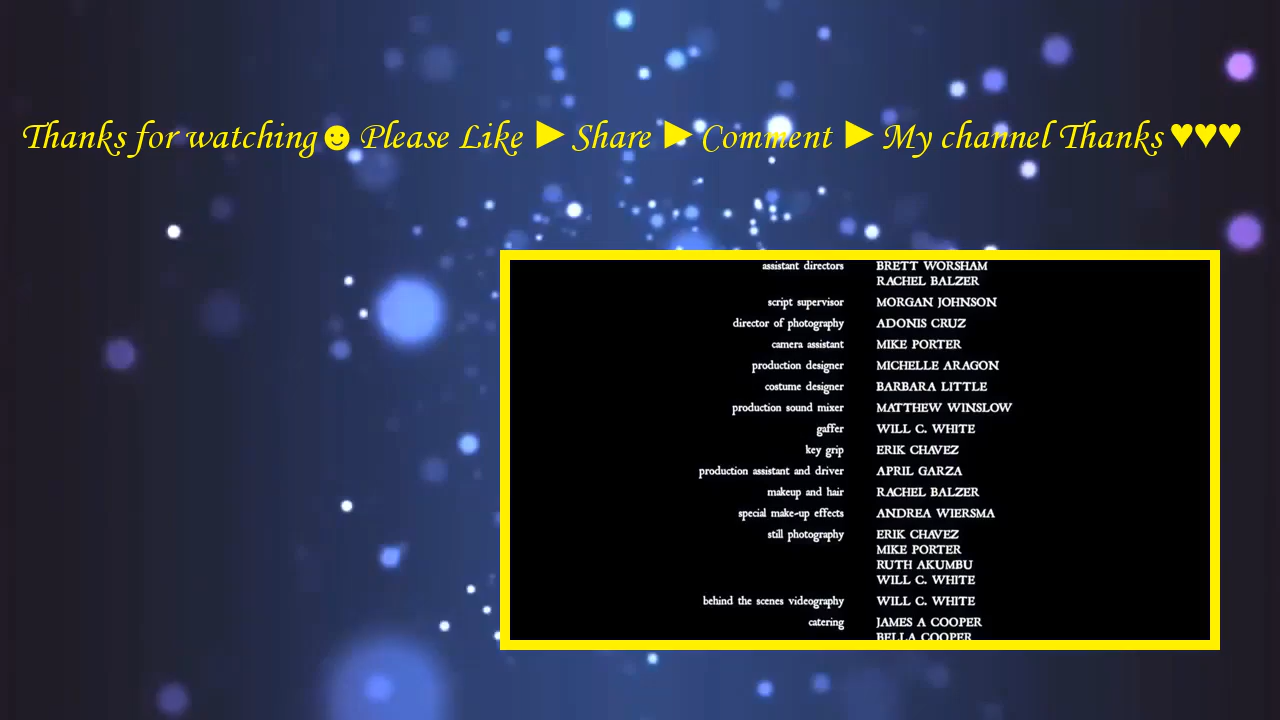 Thanks for watching☻Please Like ►Share ►Comment ►My channel Thanks♥♥♥
assistant directors BRETT WORSHAM
RACHEL BALZER
script supervisor MORGAN JOHNSON
director of photography ADONIS CRUZ
camera assistant MIKE PORTER
production designer MICHELLE ARAGON
costume designer BARBARA LITTLE
production sound mixer MATTHEW WINSLOW
gaffer WILL C. WHITE
key grip ERIK CHAVEZ
production assistant and driver APRIL GARZA
makeup and hair RACHEL BALZER
special make-up effects ANDREA WIERSMA
still photography ERIK CHAVEZ
MIKE PORTER
RUTH AKUMBU
WILL C. WHITE
behind the scenes videography WILL C. WHITE
catering JAMES A COOPER
BELLA COOPER